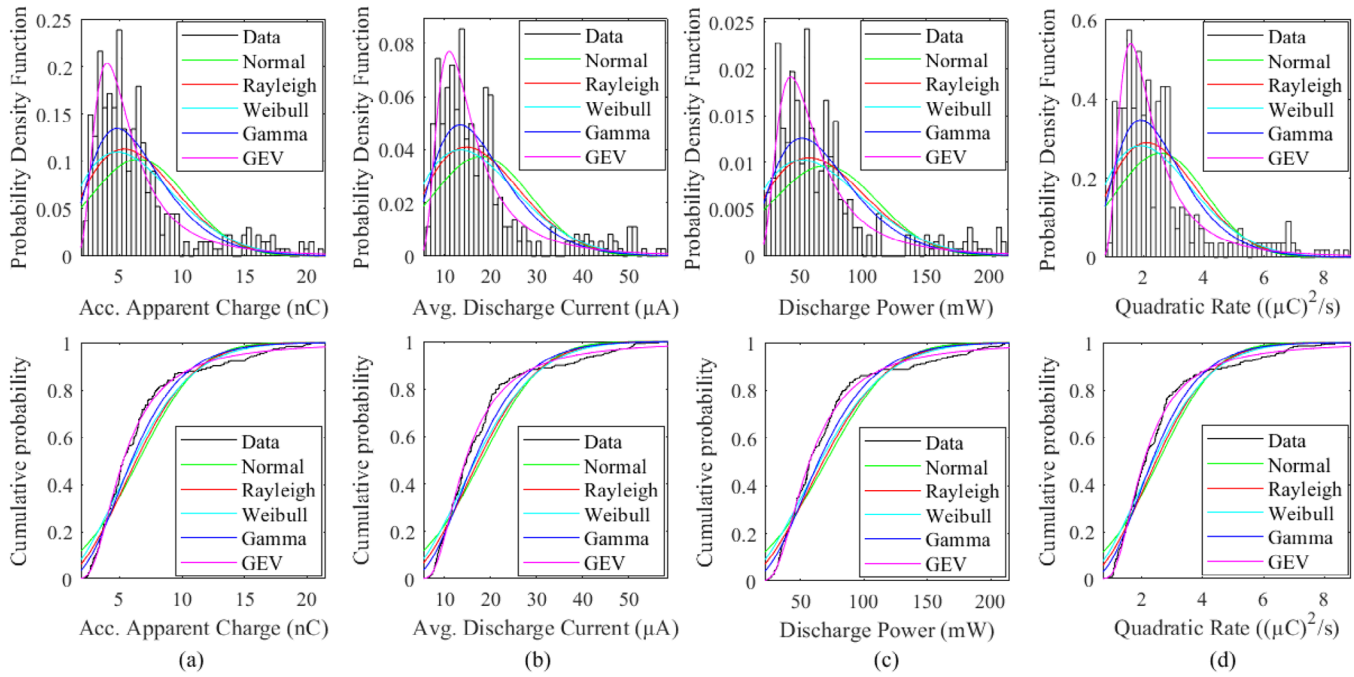 Probability Density Function
0.25
0.2
0.15
0.1
0.05
0
Data
Normal
Rayleigh
Weibull
Gamma
GEV
5
10
15
20
Acc. Apparent Charge (nC)
Probability Density Function
0.08
0.06
0.04
0.02
0
Data
Normal
Rayleigh
Weibull
Gamma
GEV
10
20
30
40
50
Avg. Discharge Current (µA)
Probability Density Function
0.025
0.02
0.015
0.01
0.005
0
Data
Normal
Rayleigh
Weibull
Gamma
GEV
50
100
150
200
Discharge Power (mW)
Probability Density Function
0.6
0.4
0.2
0
Data
Normal
Rayleigh
Weibull
Gamma
GEV
2
4
6
8
Quadratic Rate ((µC)²/s)
Cumulative probability
1
0.8
0.6
0.4
0.2
0
Data
Normal
Rayleigh
Weibull
Gamma
GEV
5
10
15
20
Acc. Apparent Charge (nC)
(a)
Cumulative probability
1
0.8
0.6
0.4
0.2
0
Data
Normal
Rayleigh
Weibull
Gamma
GEV
10
20
30
40
50
Avg. Discharge Current (µA)
(b)
Cumulative probability
1
0.8
0.6
0.4
0.2
0
Data
Normal
Rayleigh
Weibull
Gamma
GEV
50
100
150
200
Discharge Power (mW)
(c)
Cumulative probability
1
0.8
0.6
0.4
0.2
0
Data
Normal
Rayleigh
Weibull
Gamma
GEV
2
4
6
8
Quadratic Rate ((µC)²/s)
(d)